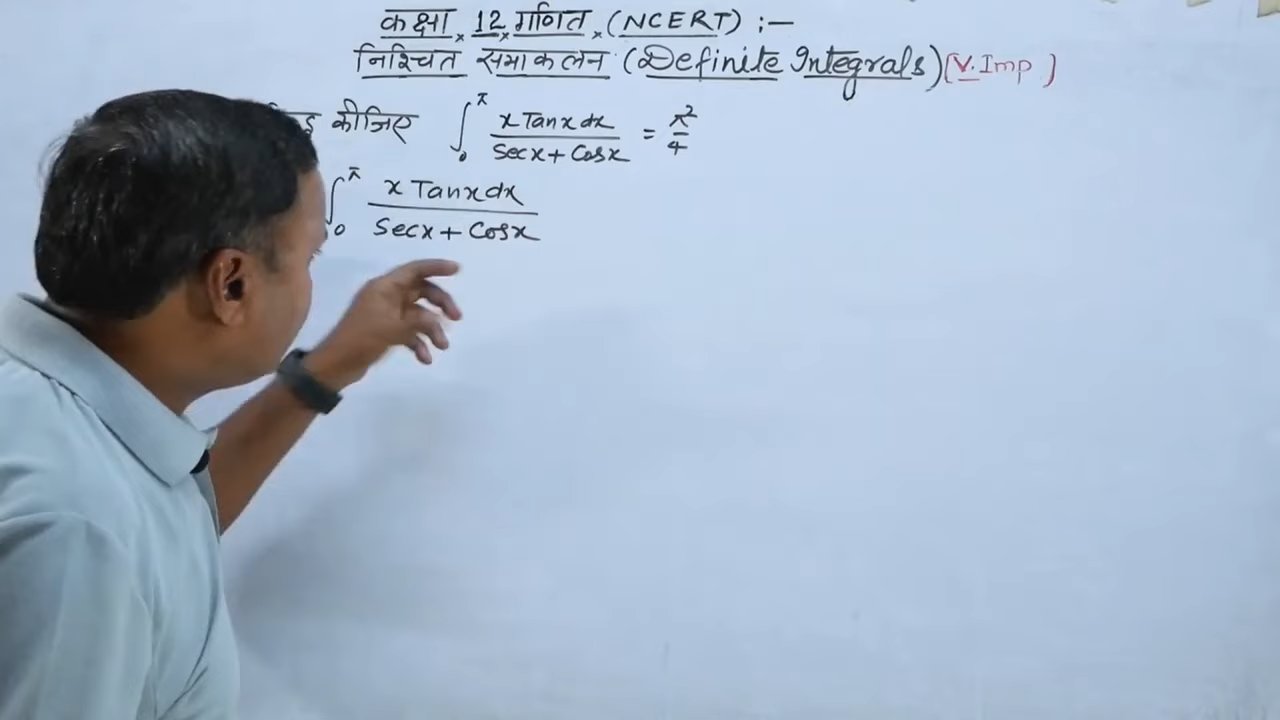 कक्षा × 12 × गणित × (NCERT) :-
निश्चित समाकलन (Definite Integrals) [V. Imp]
कीजिए ∫₀^π x Tanx dx / Secx + Cosx = π²/4
∫₀^π x Tanx dx / Secx + Cosx